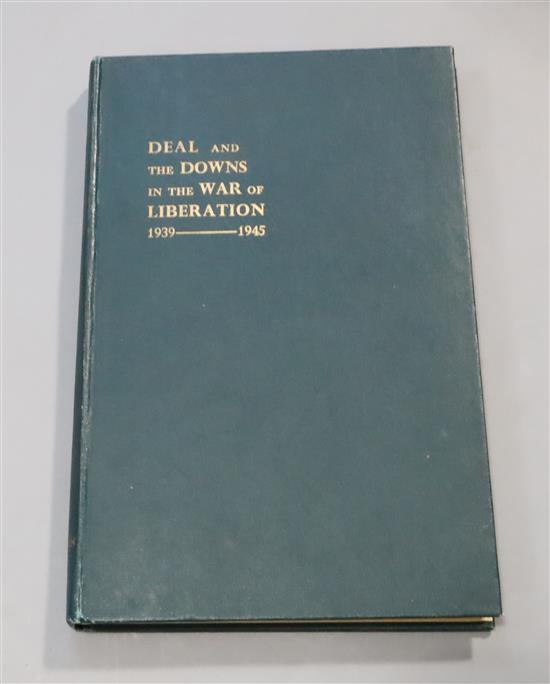 DEAL AND
THE DOWNS
IN THE WAR OF
LIBERATION
1939——1945